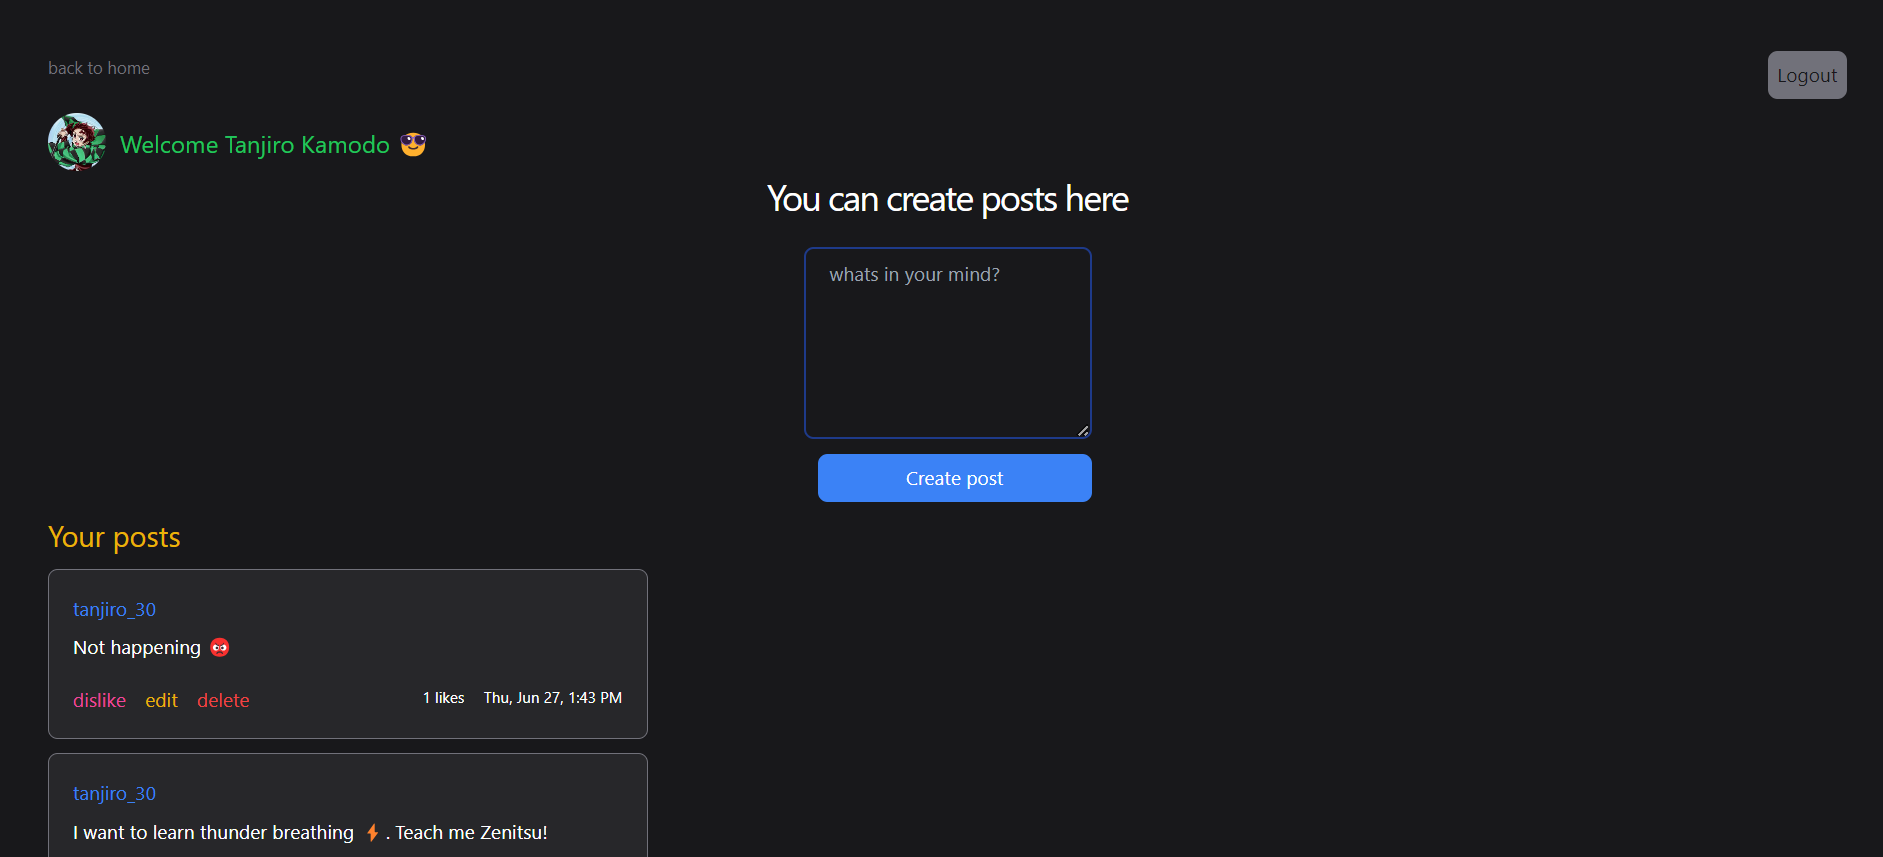 back to home
Logout
Welcome Tanjiro Kamodo 😎
You can create posts here
whats in your mind?
Create post
Your posts
tanjiro_30
Not happening 👹
dislike edit delete 1 likes Thu, Jun 27, 1:43 PM
tanjiro_30
I want to learn thunder breathing ⚡. Teach me Zenitsu!